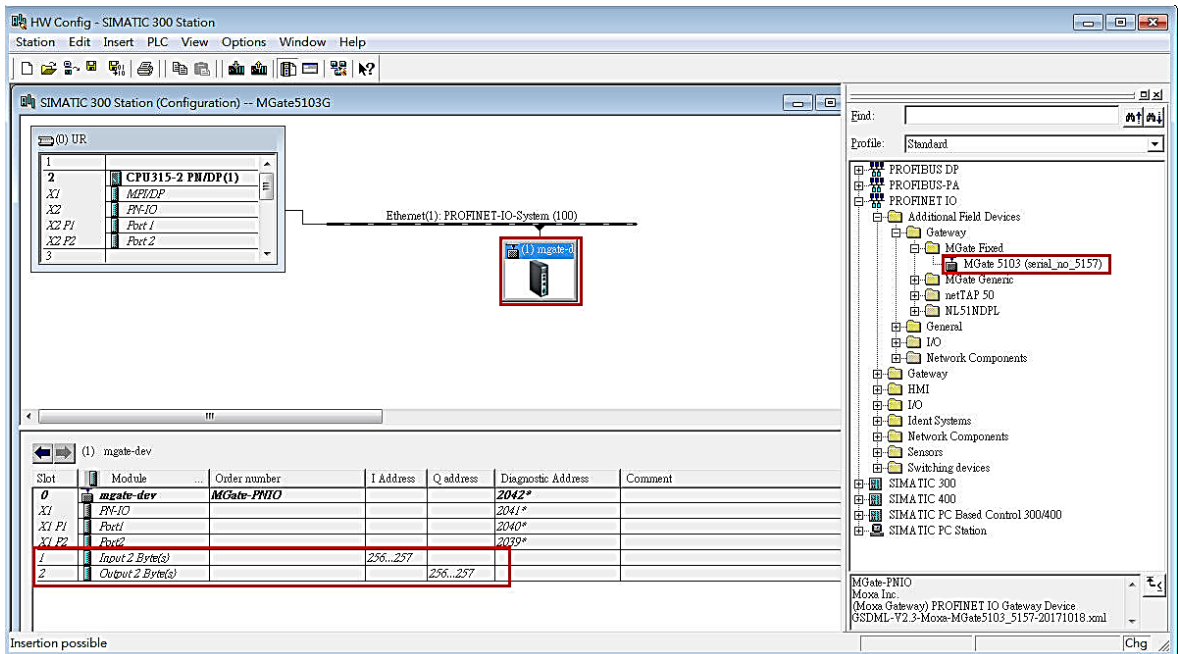 HW Config - SIMATIC 300 Station
Station Edit Insert PLC View Options Window Help
SIMATIC 300 Station (Configuration) -- MGate5103G
(0) UR
1
2 CPU315-2 PN/DP(1)
X1 MPI/DP
X2 PN-IO
X2 P1 Port 1
X2 P2 Port 2
3
Ethernet(1): PROFINET-IO-System (100)
(1) mgate-d
(1) mgate-dev
Slot Module ... Order number I Address Q address Diagnostic Address Comment
0 mgate-dev MGate-PNIO 2042*
X1 PN-IO 2041*
X1 P1 Port1 2040*
X1 P2 Port2 2039*
1 Input 2 Byte(s) 256...257
2 Output 2 Byte(s) 256...257
Insertion possible
Find:
Profile: Standard
PROFIBUS DP
PROFIBUS-PA
PROFINET IO
Additional Field Devices
Gateway
MGate Fixed
MGate 5103 (serial_no_5157)
MGate Generic
netTAP 50
NL51NDPL
General
I/O
Network Components
Gateway
HMI
I/O
Ident Systems
Network Components
Sensors
Switching devices
SIMATIC 300
SIMATIC 400
SIMATIC PC Based Control 300/400
SIMATIC PC Station
MGate-PNIO
Moxa Inc.
(Moxa Gateway) PROFINET IO Gateway Device
GSDML-V2.3-Moxa-MGate5103_5157-20171018.xml
Chg